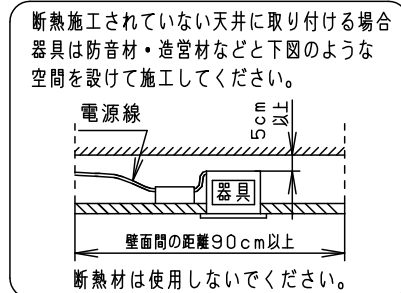 断熱施工されていない天井に取り付ける場合
器具は防音材・造営材などと下図のような
空間を設けて施工してください。
電源線
5cm
以上
器具
壁面間の距離90cm以上
断熱材は使用しないでください。